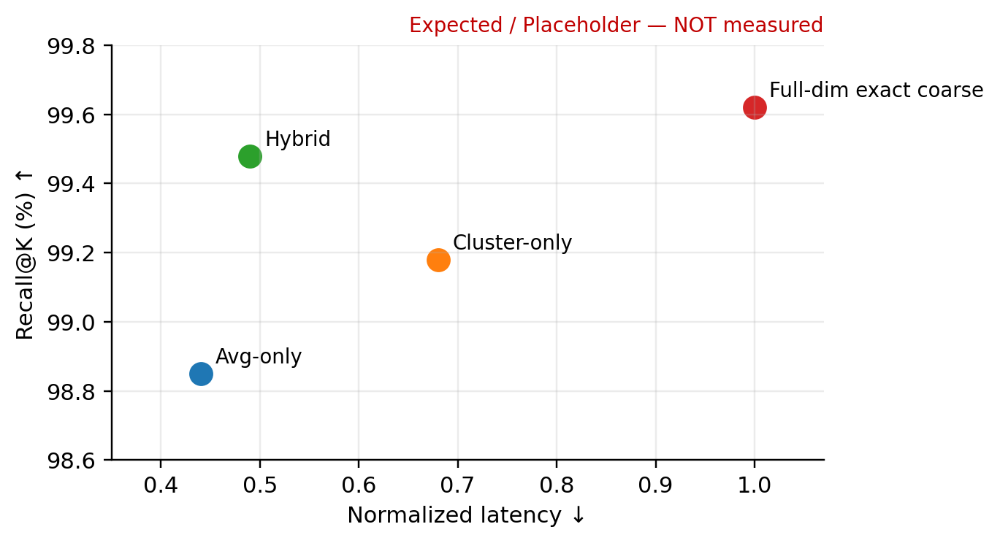 Expected / Placeholder — NOT measured
99.8
99.6
99.4
99.2
99.0
98.8
98.6
Recall@K (%) ↑
Full-dim exact coarse
Hybrid
Cluster-only
Avg-only
0.4 0.5 0.6 0.7 0.8 0.9 1.0
Normalized latency ↓